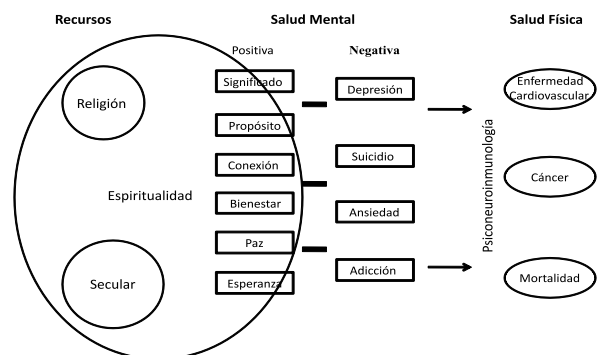 Recursos
Salud Mental
Salud Física
Positiva
Negativa
Significado
Propósito
Conexión
Bienestar
Paz
Esperanza
Religión
Espiritualidad
Secular
Depresión
Suicidio
Ansiedad
Adicción
Psiconeuroinmunología
Enfermedad
Cardiovascular
Cáncer
Mortalidad